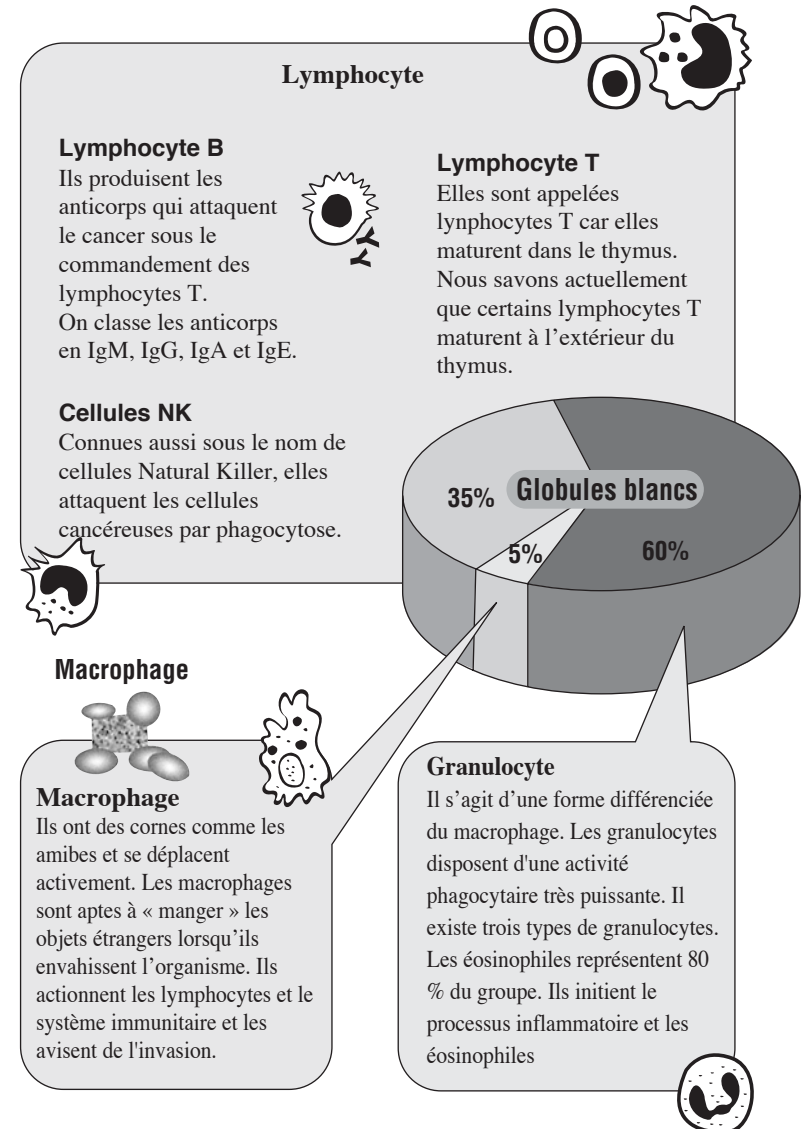 Lymphocyte
Lymphocyte B
Ils produisent les
anticorps qui attaquent
le cancer sous le
commandement des
lymphocytes T.
On classe les anticorps
en IgM, IgG, IgA et IgE.
Lymphocyte T
Elles sont appelées
lynphocytes T car elles
maturent dans le thymus.
Nous savons actuellement
que certains lymphocytes T
maturent à l'extérieur du
thymus.
Cellules NK
Connues aussi sous le nom de
cellules Natural Killer, elles
attaquent les cellules
cancéreuses par phagocytose.
35%
Globules blancs
5%
60%
Macrophage
Macrophage
Ils ont des cornes comme les
amibes et se déplacent
activement. Les macrophages
sont aptes à « manger » les
objets étrangers lorsqu'ils
envahissent l'organisme. Ils
actionnent les lymphocytes et le
système immunitaire et les
avisent de l'invasion.
Granulocyte
Il s'agit d'une forme différenciée
du macrophage. Les granulocytes
disposent d'une activité
phagocytaire très puissante. Il
existe trois types de granulocytes.
Les éosinophiles représentent 80
% du groupe. Ils initient le
processus inflammatoire et les
éosinophiles